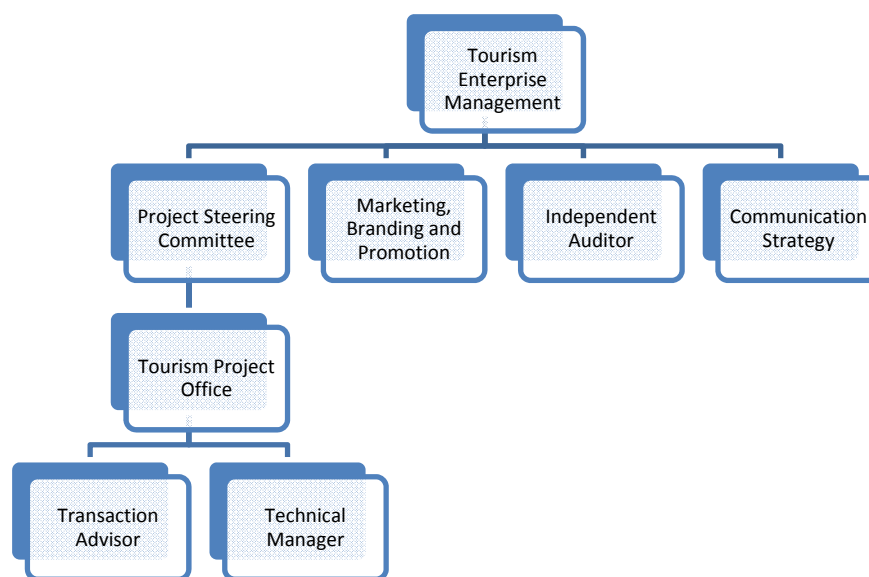 Tourism
Enterprise
Management
Project Steering
Committee
Marketing,
Branding and
Promotion
Independent
Auditor
Communication
Strategy
Tourism Project
Office
Transaction
Advisor
Technical
Manager